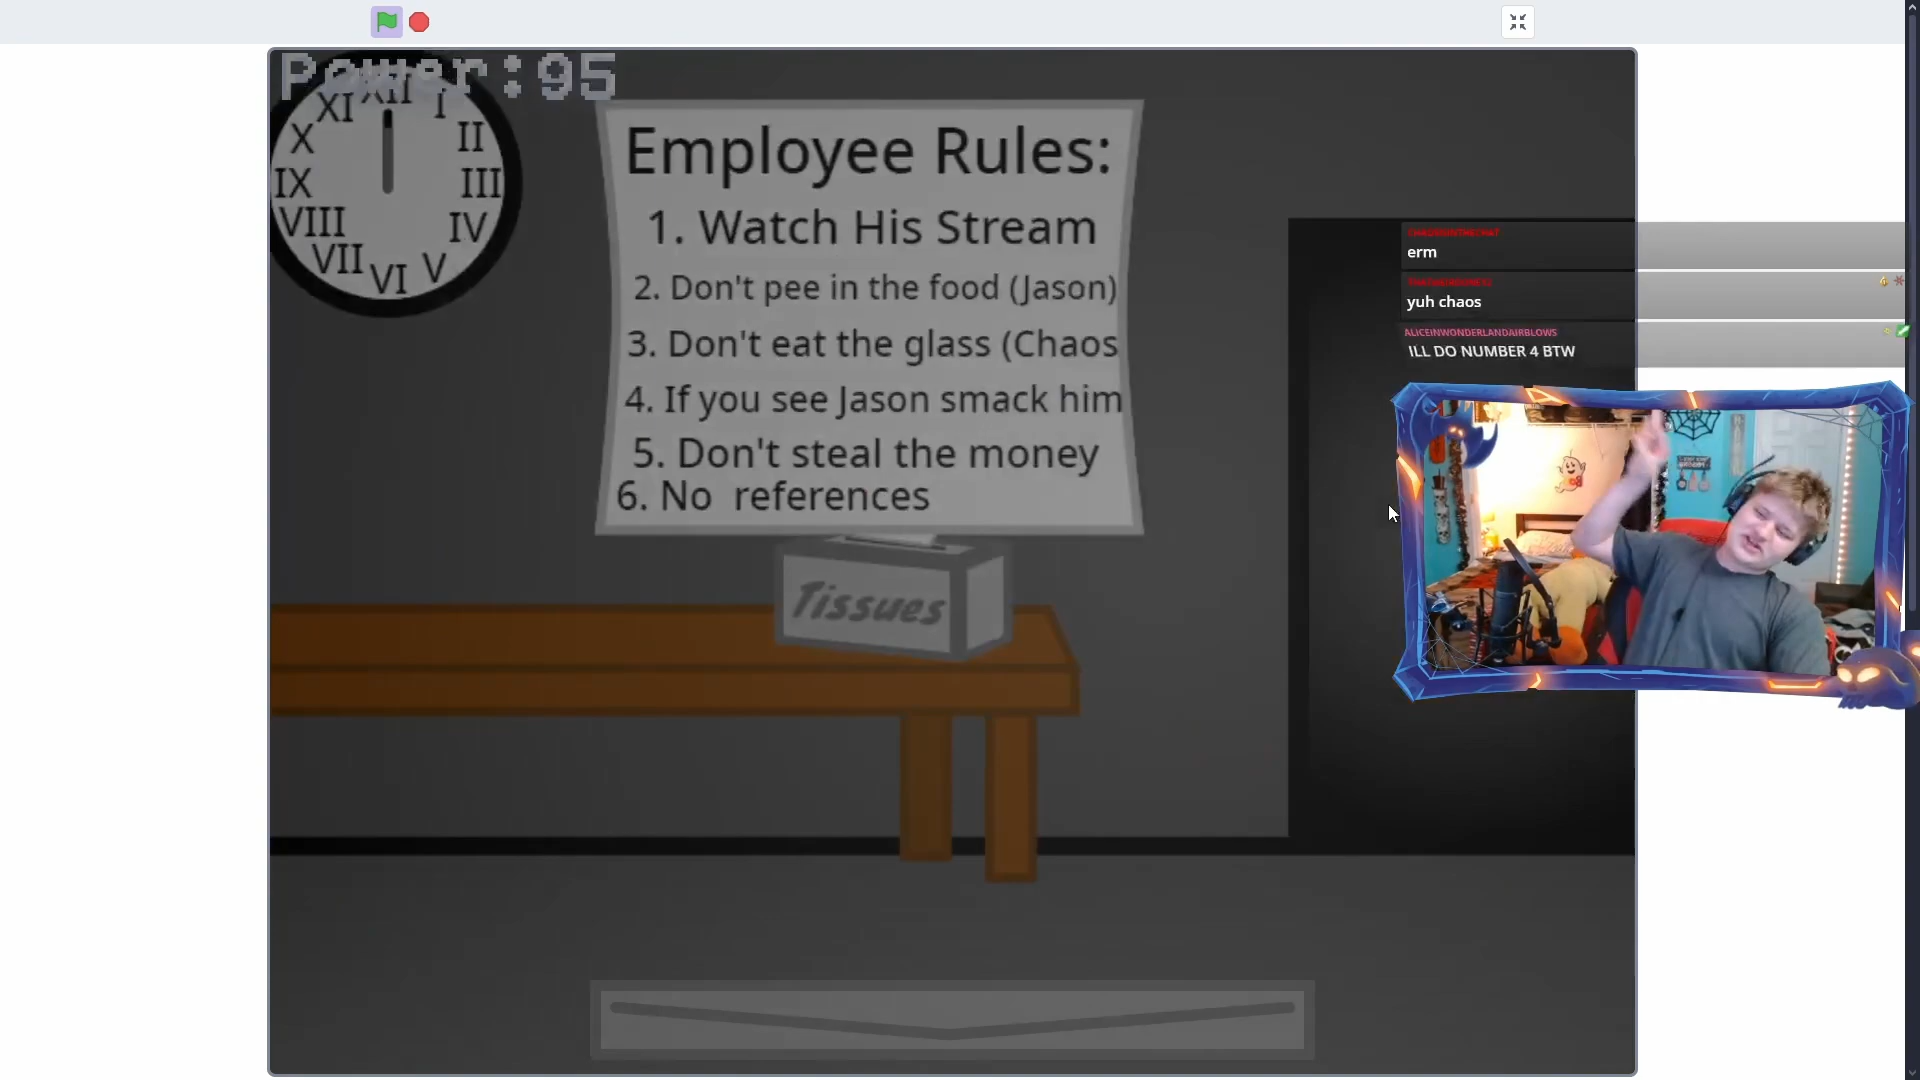 Power:95
XII
I
II
III
IV
V
VI
VII
VIII
IX
X
XI
Employee Rules:
1. Watch His Stream
2. Don't pee in the food (Jason)
3. Don't eat the glass (Chaos
4. If you see Jason smack him
5. Don't steal the money
6. No references
Tissues
erm
yuh chaos
ALICEINWONDERLANDAIRBLOWS
ILL DO NUMBER 4 BTW